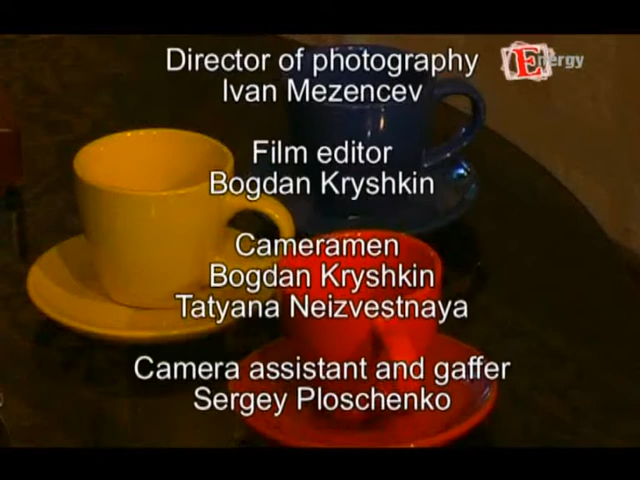 Energy
Director of photography
Ivan Mezencev
Film editor
Bogdan Kryshkin
Cameramen
Bogdan Kryshkin
Tatyana Neizvestnaya
Camera assistant and gaffer
Sergey Ploschenko